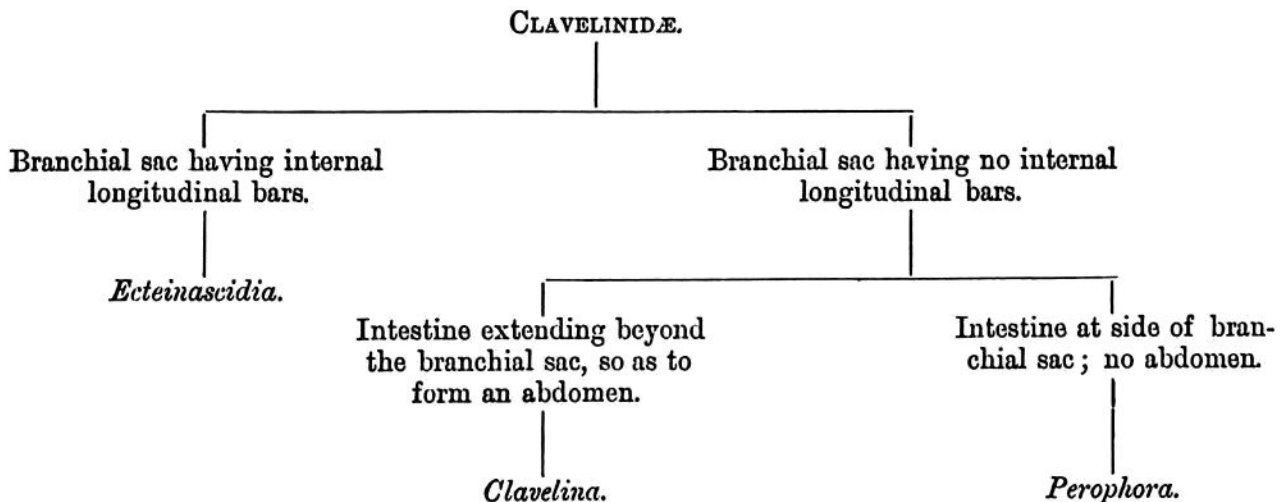 CLAVELINIDÆ.
Branchial sac having internal
longitudinal bars.
Branchial sac having no internal
longitudinal bars.
Ecteinascidia.
Intestine extending beyond
the branchial sac, so as to
form an abdomen.
Intestine at side of bran-
chial sac; no abdomen.
Clavelina.
Perophora.